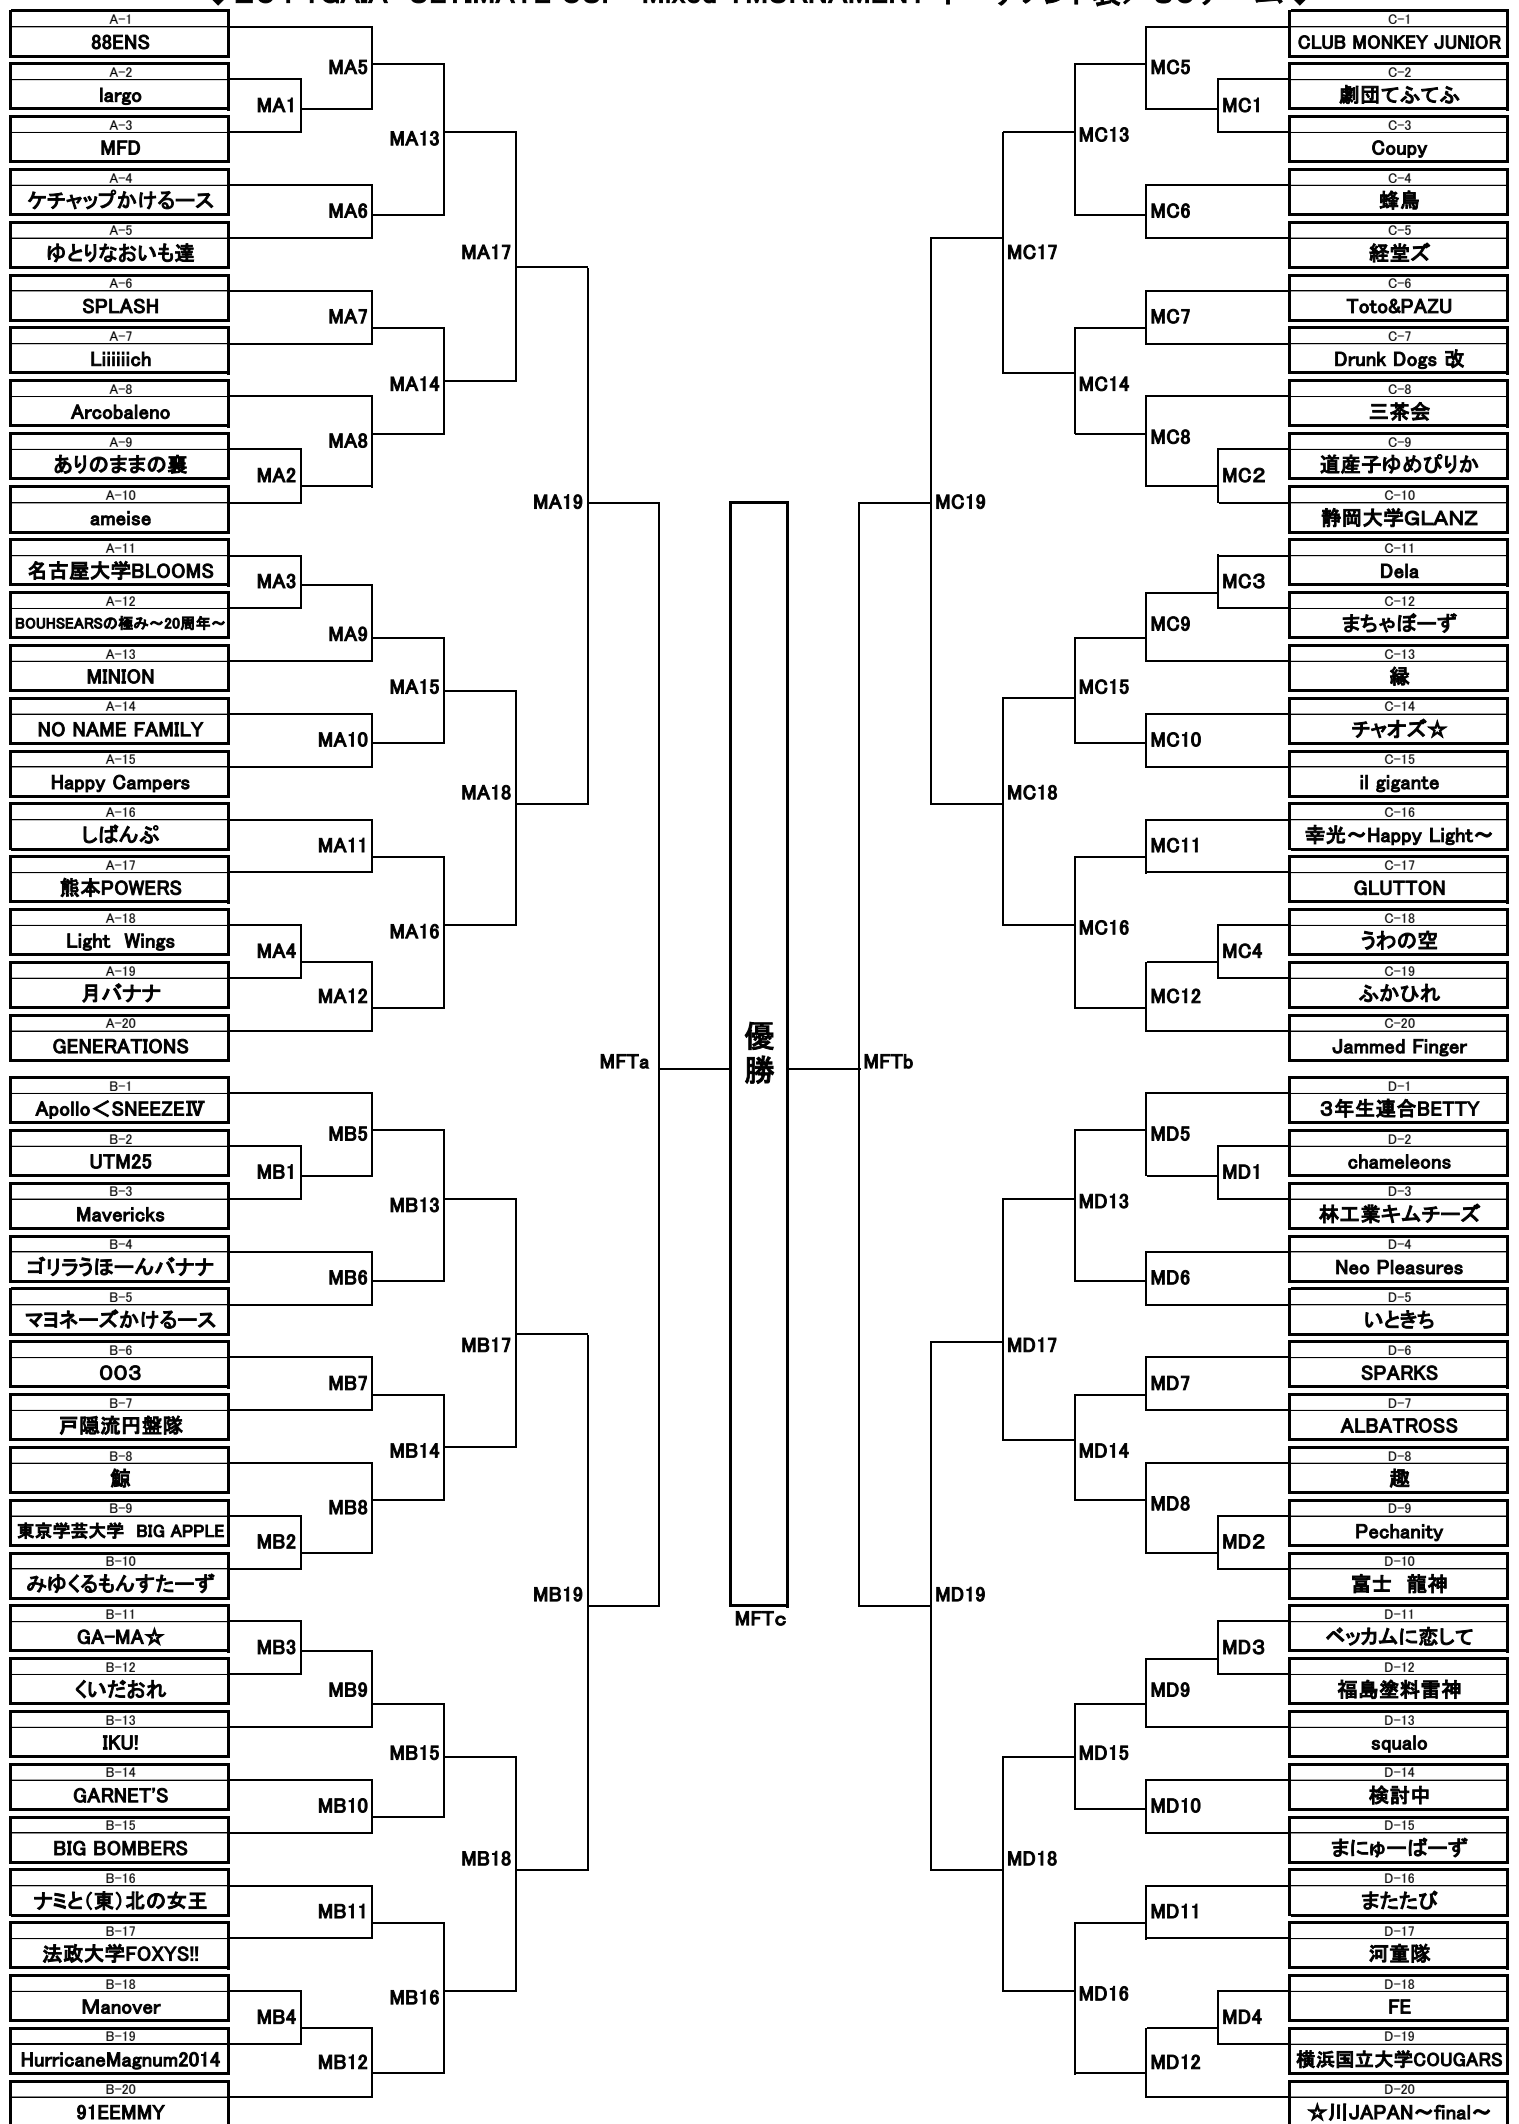 A-1
88ENS
A-2
largo
A-3
MFD
A-4
ケチャップかけるース
A-5
ゆとりなおいも達
A-6
SPLASH
A-7
Liiiiiich
A-8
Arcobaleno
A-9
ありのままの襄
A-10
ameise
A-11
名古屋大学BLOOMS
A-12
BOUHSEARSの極み～20周年～
A-13
MINION
A-14
NO NAME FAMILY
A-15
Happy Campers
A-16
しばんぷ
A-17
熊本POWERS
A-18
Light Wings
A-19
月バナナ
A-20
GENERATIONS
B-1
Apollo＜SNEEZEⅣ
B-2
UTM25
B-3
Mavericks
B-4
ゴリラうほーんバナナ
B-5
マヨネーズかけるース
B-6
OO3
B-7
戸隠流円盤隊
B-8
鯨
B-9
東京学芸大学 BIG APPLE
B-10
みゆくるもんすたーず
B-11
GA-MA☆
B-12
くいだおれ
B-13
IKU!
B-14
GARNET'S
B-15
BIG BOMBERS
B-16
ナミと(東)北の女王
B-17
法政大学FOXYS!!
B-18
Manover
B-19
HurricaneMagnum2014
B-20
91EEMMY
MA1
MA2
MA3
MA4
MA5
MA6
MA7
MA8
MA9
MA10
MA11
MA12
MA13
MA14
MA15
MA16
MA17
MA18
MA19
MB1
MB2
MB3
MB4
MB5
MB6
MB7
MB8
MB9
MB10
MB11
MB12
MB13
MB14
MB15
MB16
MB17
MB18
MB19
MFTa
優勝
MFTc
MFTb
MC19
MC17
MC18
MC13
MC14
MC15
MC16
MC5
MC6
MC7
MC8
MC9
MC10
MC11
MC12
MC1
MC2
MC3
MC4
MD19
MD17
MD18
MD13
MD14
MD15
MD16
MD5
MD6
MD7
MD8
MD9
MD10
MD11
MD12
MD1
MD2
MD3
MD4
C-1
CLUB MONKEY JUNIOR
C-2
劇団てふてふ
C-3
Coupy
C-4
蜂鳥
C-5
経堂ズ
C-6
Toto&PAZU
C-7
Drunk Dogs 改
C-8
三茶会
C-9
道産子ゆめぴりか
C-10
静岡大学GLANZ
C-11
Dela
C-12
まちゃぼーず
C-13
縁
C-14
チャオズ☆
C-15
il gigante
C-16
幸光～Happy Light～
C-17
GLUTTON
C-18
うわの空
C-19
ふかひれ
C-20
Jammed Finger
D-1
3年生連合BETTY
D-2
chameleons
D-3
林工業キムチーズ
D-4
Neo Pleasures
D-5
いときち
D-6
SPARKS
D-7
ALBATROSS
D-8
趣
D-9
Pechanity
D-10
富士 龍神
D-11
ベッカムに恋して
D-12
福島塗料雷神
D-13
squalo
D-14
検討中
D-15
まにゅーばーず
D-16
またたび
D-17
河童隊
D-18
FE
D-19
横浜国立大学COUGARS
D-20
☆川JAPAN～final～